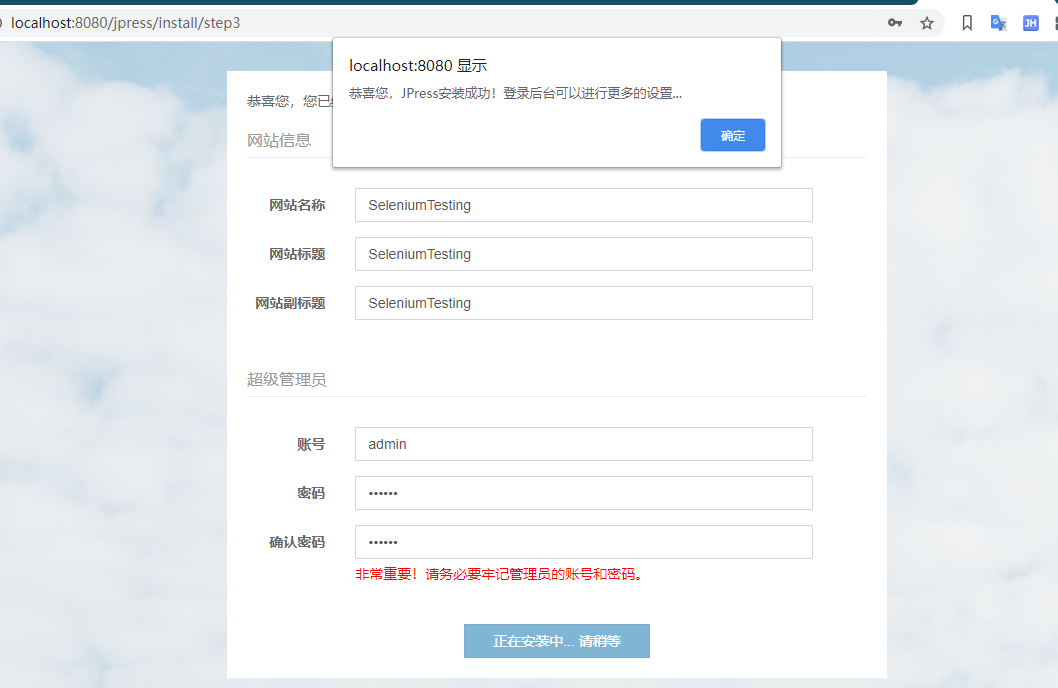 localhost:8080/jpress/install/step3
JH
localhost:8080 显示
恭喜您，JPress安装成功！登录后台可以进行更多的设置...
确定
恭喜您，您已
网站信息
网站名称 SeleniumTesting
网站标题 SeleniumTesting
网站副标题 SeleniumTesting
超级管理员
账号 admin
密码 ••••••
确认密码 ••••••
非常重要！请务必要牢记管理员的账号和密码。
正在安装中... 请稍等